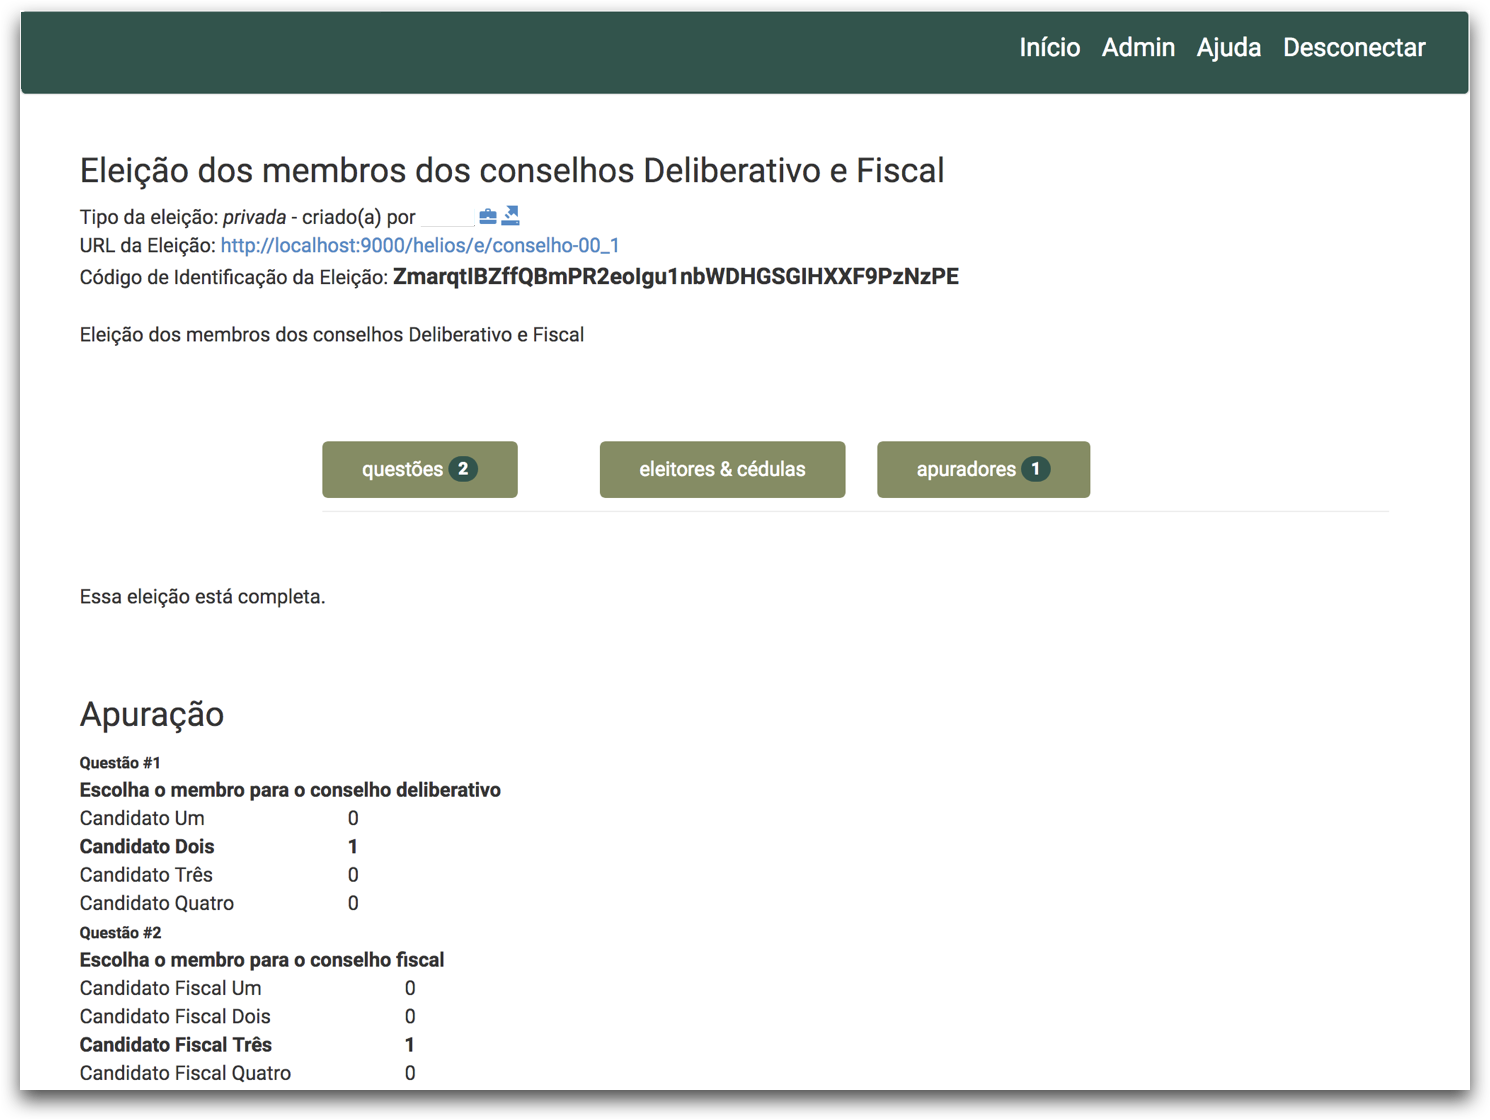 Início Admin Ajuda Desconectar
Eleição dos membros dos conselhos Deliberativo e Fiscal
Tipo da eleição: privada - criado(a) por
URL da Eleição: http://localhost:9000/helios/e/conselho-00_1
Código de Identificação da Eleição: ZmarqtlBZffQBmPR2eolgu1nbWDHGSGIHXXF9PzNzPE
Eleição dos membros dos conselhos Deliberativo e Fiscal
questões 2 eleitores & cédulas apuradores 1
Essa eleição está completa.
Apuração
Questão #1
Escolha o membro para o conselho deliberativo
Candidato Um 0
Candidato Dois 1
Candidato Três 0
Candidato Quatro 0
Questão #2
Escolha o membro para o conselho fiscal
Candidato Fiscal Um 0
Candidato Fiscal Dois 0
Candidato Fiscal Três 1
Candidato Fiscal Quatro 0